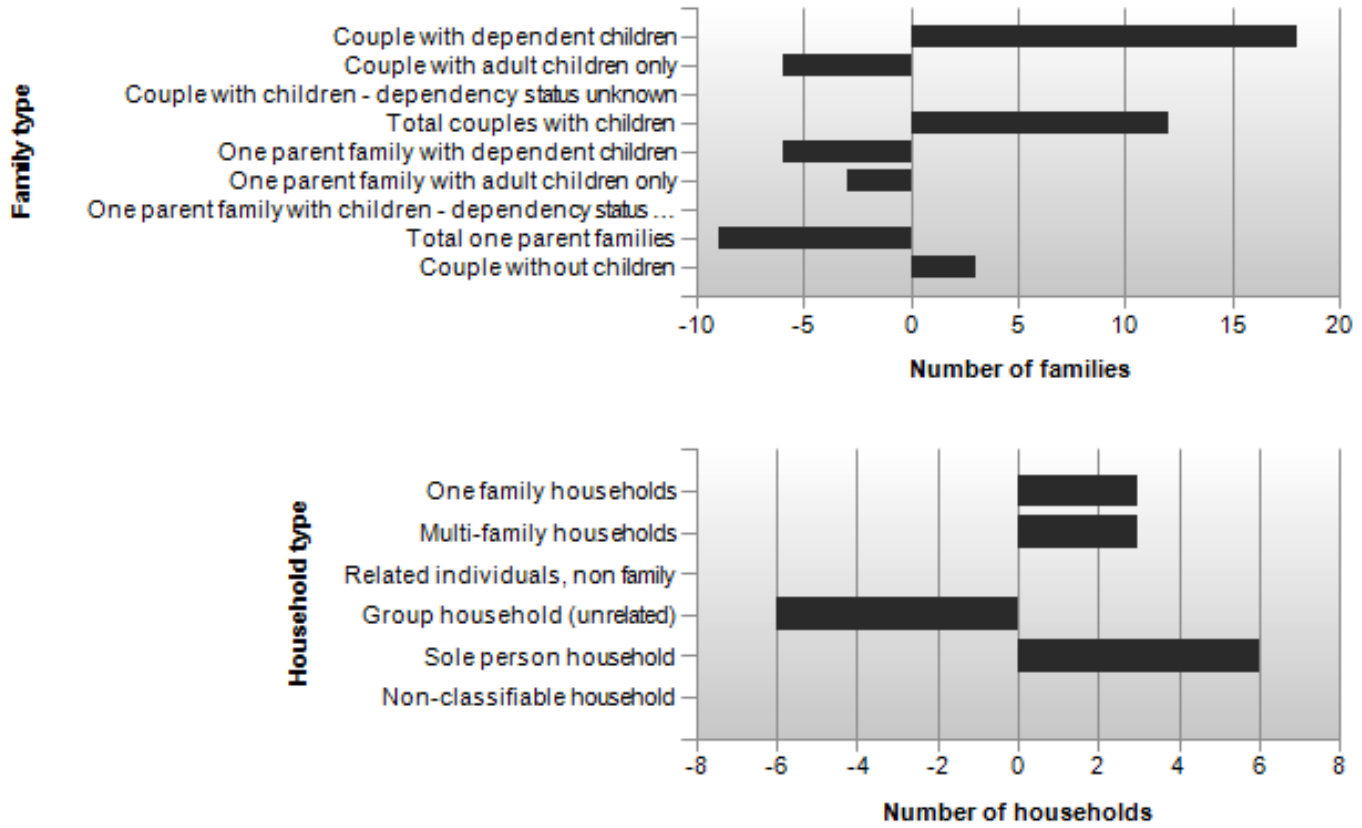 Family type
Couple with dependent children
Couple with adult children only
Couple with children - dependency status unknown
Total couples with children
One parent family with dependent children
One parent family with adult children only
One parent family with children - dependency status ...
Total one parent families
Couple without children
-10 -5 0 5 10 15 20
Number of families
Household type
One family households
Multi-family households
Related individuals, non family
Group household (unrelated)
Sole person household
Non-classifiable household
-8 -6 -4 -2 0 2 4 6 8
Number of households